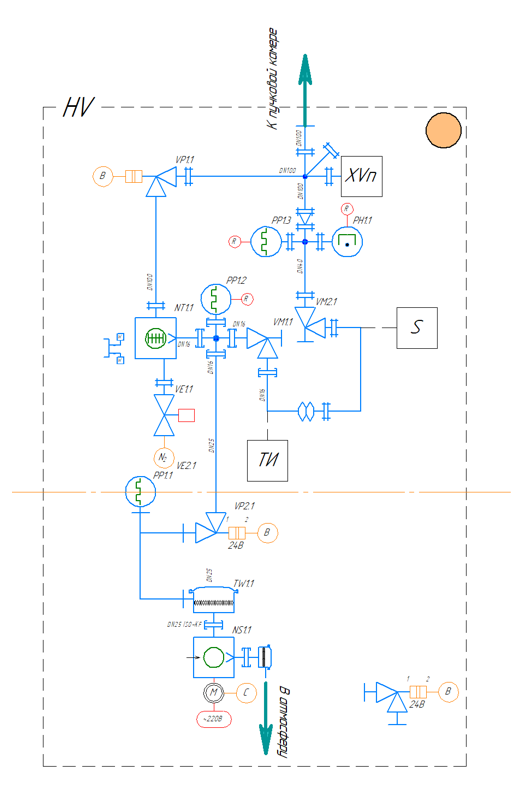 К пучковой камере
HV
DN100
VP1.1
B
DN100
XVп
DN100
PP1.3
PH1.1
R
R
DN100
DN40
PP1.2
R
NT1.1
VM2.1
DN16
VM1.1
S
DN16
DN16
DN16
VE1.1
N₂
VE2.1
DN25
ТИ
PP1.1
VP2.1
1 2
B
24В
DN25
TW1.1
DN25 ISO-KF
NS1.1
M
C
~220В
В атмосферу
1 2
B
24В